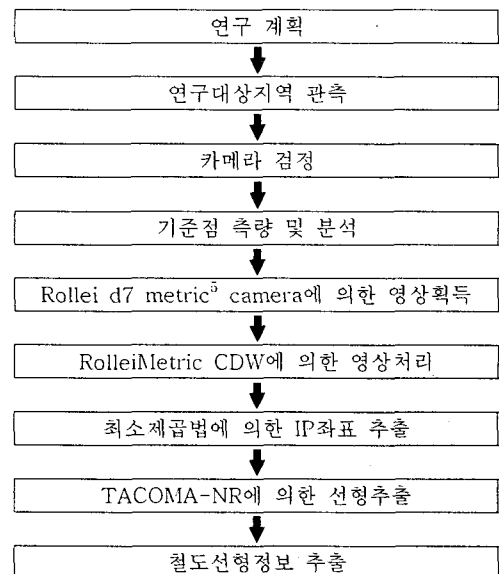 연구 계획
연구대상지역 관측
카메라 검정
기준점 측량 및 분석
Rollei d7 metric⁵ camera에 의한 영상획득
RolleiMetric CDW에 의한 영상처리
최소제곱법에 의한 IP좌표 추출
TACOMA-NR에 의한 선형추출
철도선형정보 추출